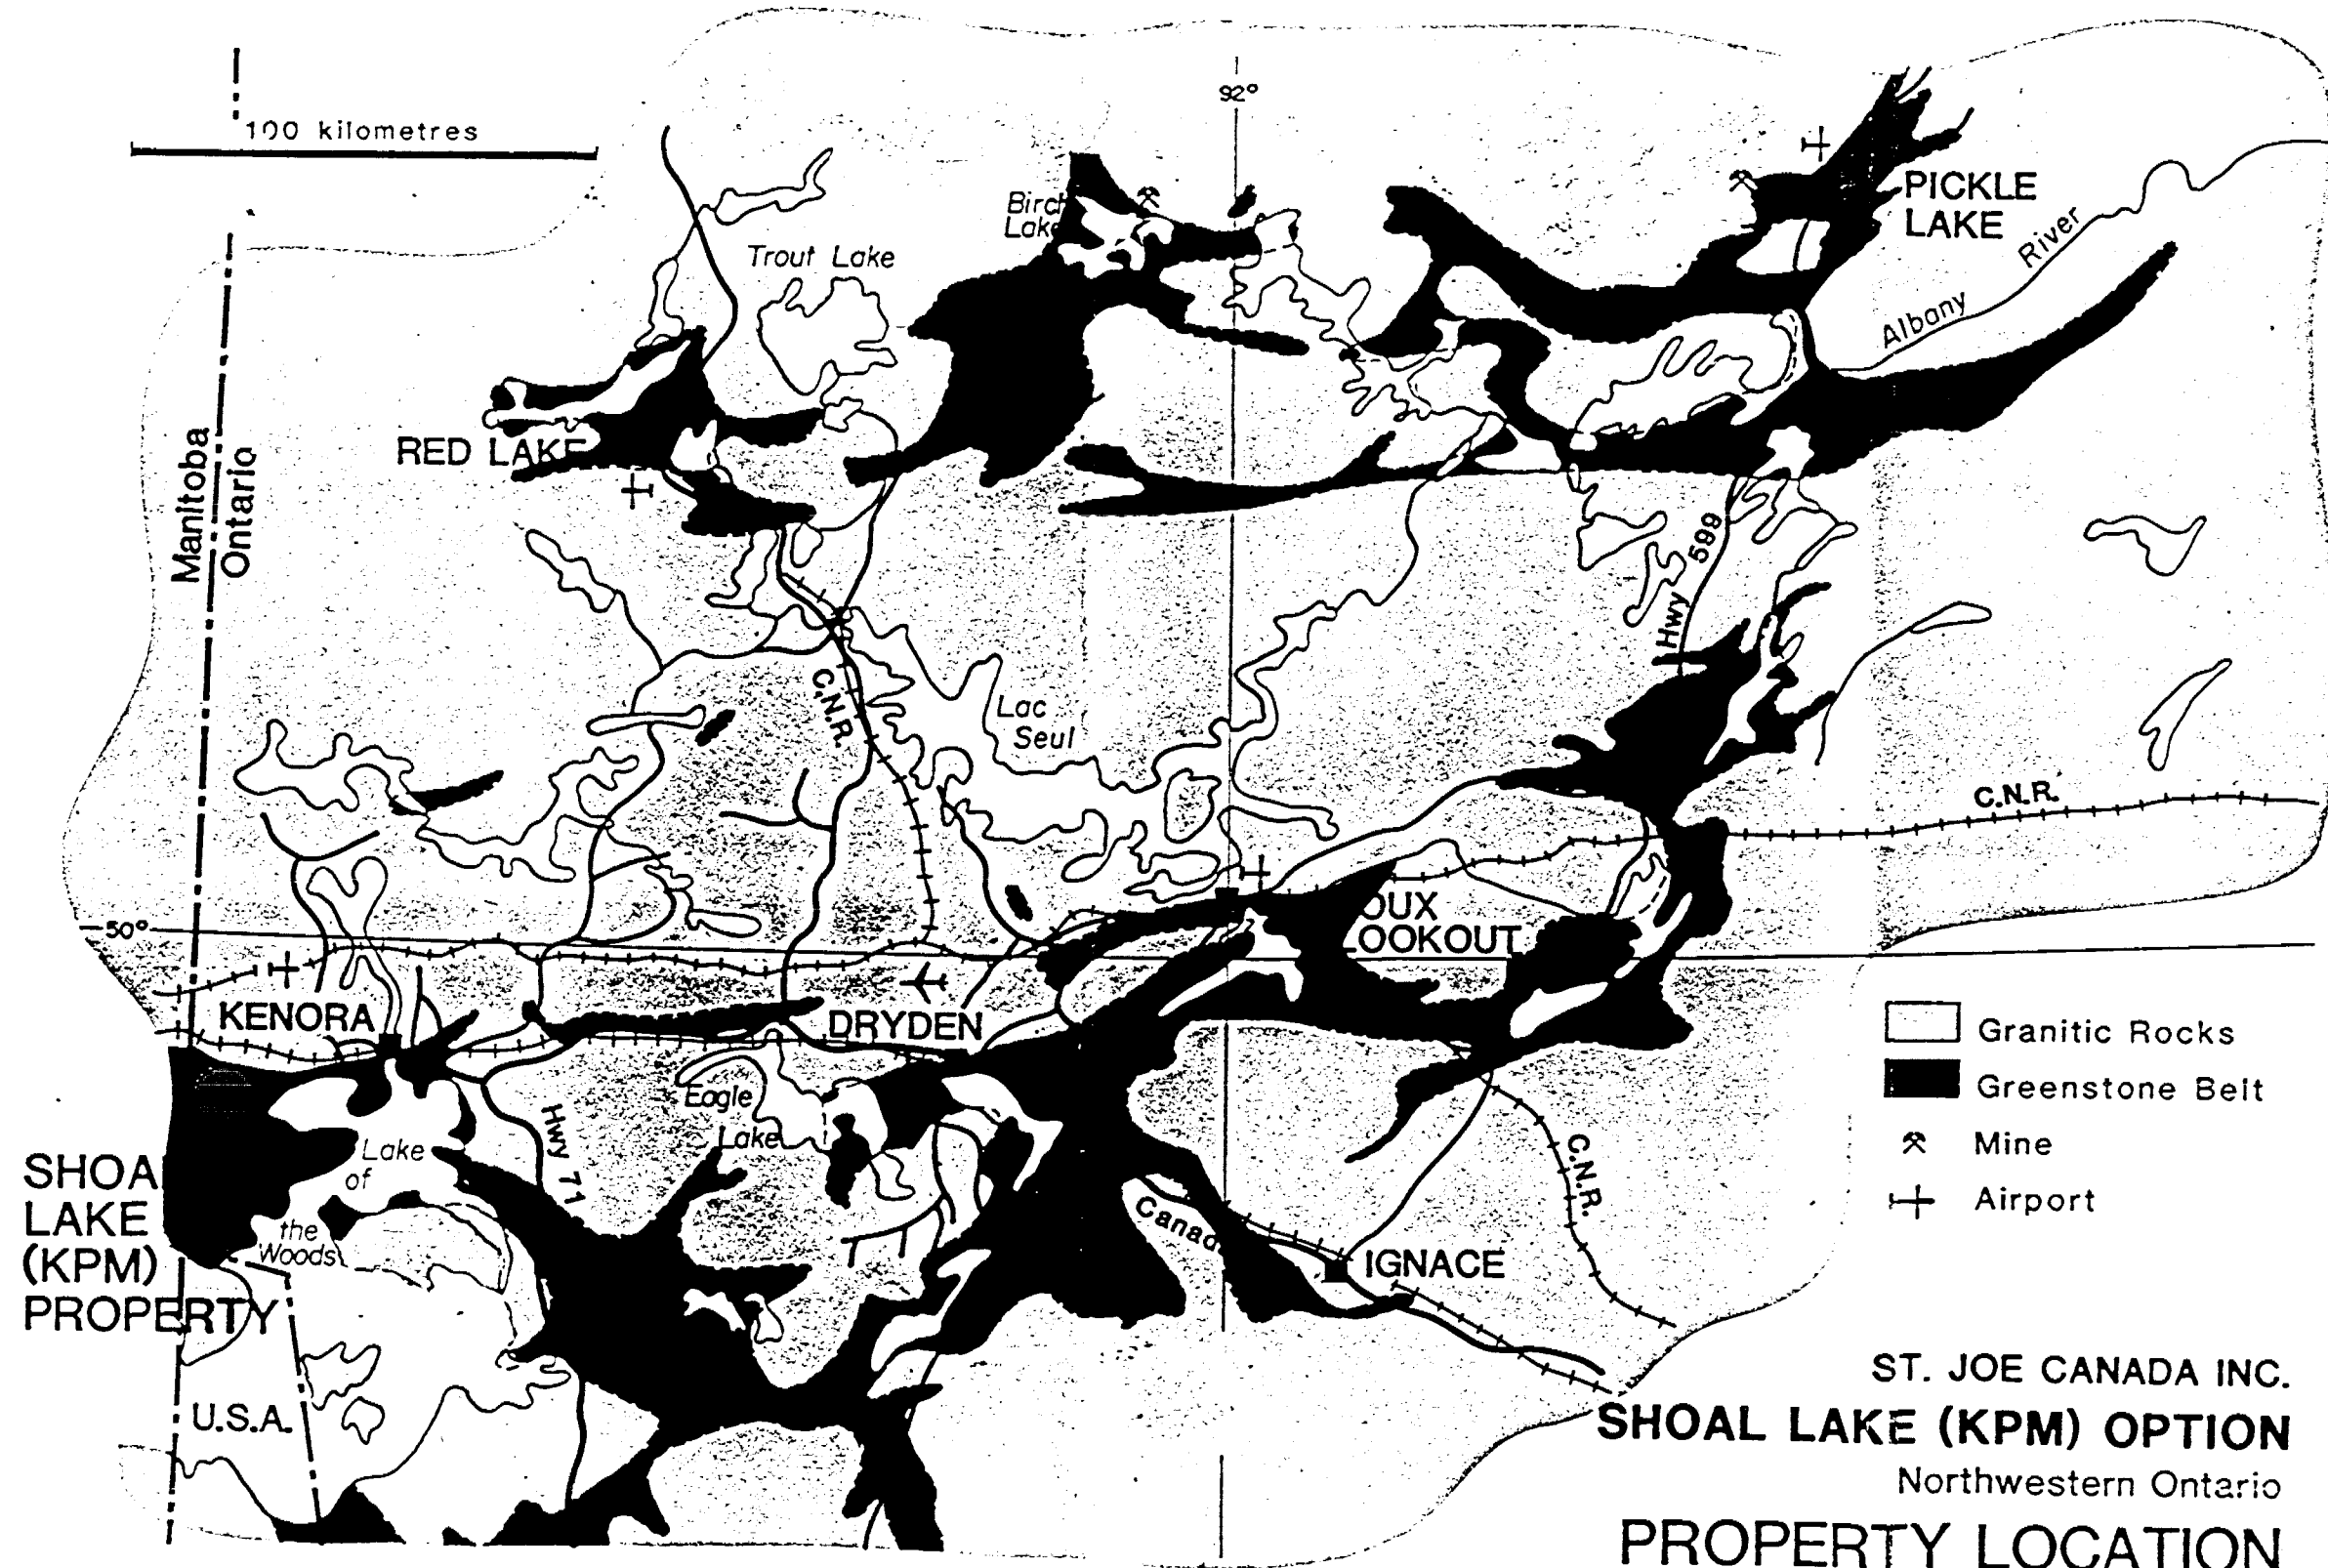 92°
100 kilometres
Birch
Lake
PICKLE
LAKE
River
Trout Lake
Albany
RED LAKE
Manitoba
Ontario
Hwy 599
C.N.R.
Lac
Seul
C.N.R.
50°
OUX
LOOKOUT
KENORA
DRYDEN
Granitic Rocks
Greenstone Belt
Mine
Airport
Eagle
Lake
Hwy 71
Lake
of
the
Woods
C.N.R.
SHOAL
LAKE
(KPM)
PROPERTY
Canad
IGNACE
U.S.A.
ST. JOE CANADA INC.
SHOAL LAKE (KPM) OPTION
Northwestern Ontario
PROPERTY LOCATION